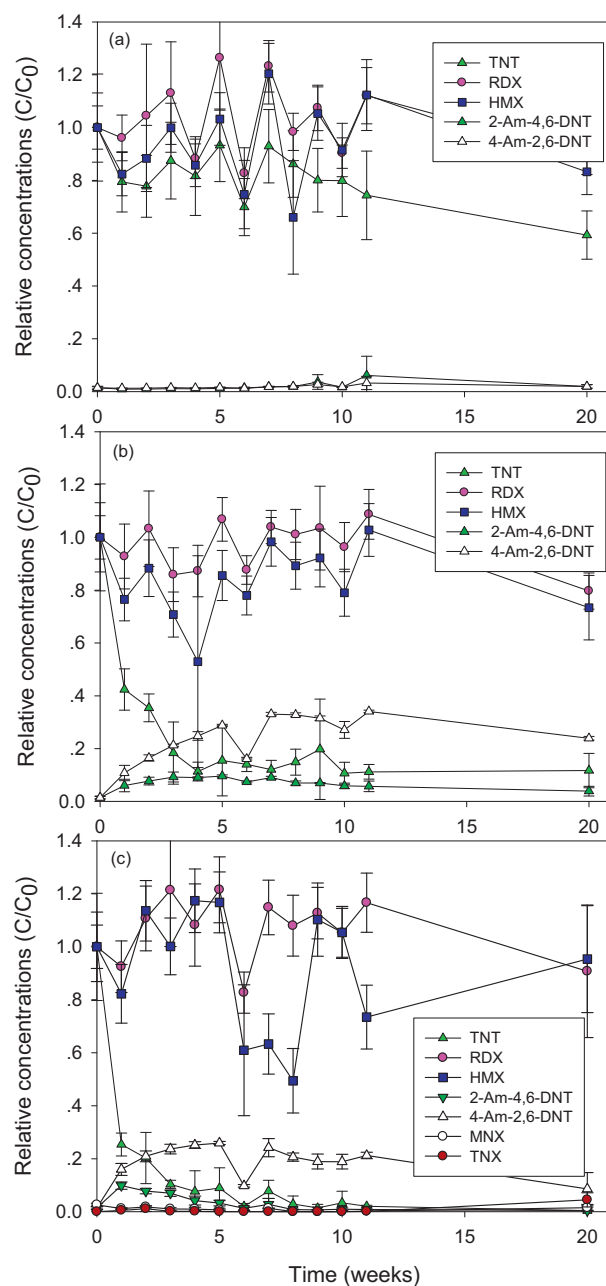 (a)
TNT
RDX
HMX
2-Am-4,6-DNT
4-Am-2,6-DNT
Relative concentrations (C/C0)
1.4
1.2
1.0
.8
.6
.4
.2
0.0
0 5 10 15 20
(b)
TNT
RDX
HMX
2-Am-4,6-DNT
4-Am-2,6-DNT
Relative concentrations (C/C0)
1.4
1.2
1.0
.8
.6
.4
.2
0.0
0 5 10 15 20
(c)
TNT
RDX
HMX
2-Am-4,6-DNT
4-Am-2,6-DNT
MNX
TNX
Relative concentrations (C/C0)
1.4
1.2
1.0
.8
.6
.4
.2
0.0
0 5 10 15 20
Time (weeks)